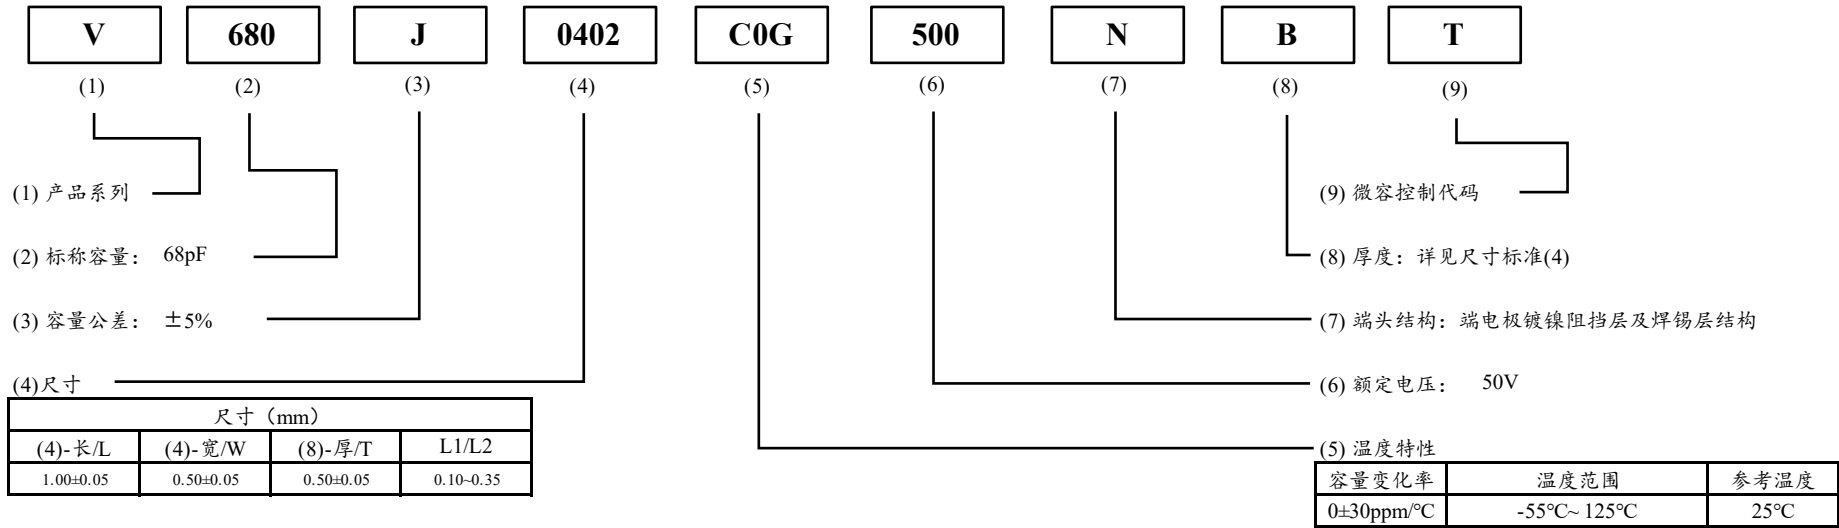 V 680 J 0402 C0G 500 N B T
(1) (2) (3) (4) (5) (6) (7) (8) (9)
(1) 产品系列
(9) 微容控制代码
(2) 标称容量： 68pF
(8) 厚度：详见尺寸标准(4)
(3) 容量公差： ±5%
(7) 端头结构：端电极镀镍阻挡层及焊锡层结构
(4)尺寸
(6) 额定电压： 50V
尺寸（mm）
(4)-长/L (4)-宽/W (8)-厚/T L1/L2
1.00±0.05 0.50±0.05 0.50±0.05 0.10~0.35
(5) 温度特性
容量变化率 温度范围 参考温度
0±30ppm/°C -55°C~ 125°C 25°C